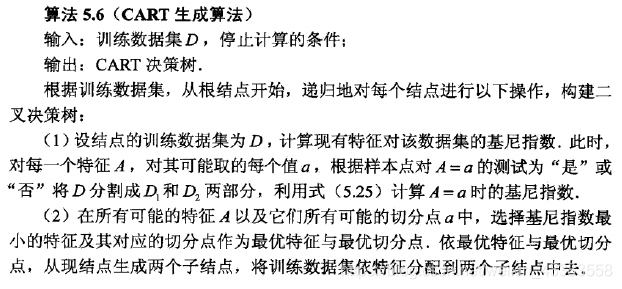 算法 5.6（CART 生成算法）
输入：训练数据集 D，停止计算的条件；
输出：CART 决策树．
根据训练数据集，从根结点开始，递归地对每个结点进行以下操作，构建二
叉决策树：
（1）设结点的训练数据集为 D，计算现有特征对该数据集的基尼指数．此时，
对每一个特征 A，对其可能取的每个值 a，根据样本点对 A=a 的测试为“是”或
“否”将 D 分割成 D₁ 和 D₂ 两部分，利用式（5.25）计算 A=a 时的基尼指数．
（2）在所有可能的特征 A 以及它们所有可能的切分点 a 中，选择基尼指数最
小的特征及其对应的切分点作为最优特征与最优切分点．依最优特征与最优切分
点，从现结点生成两个子结点，将训练数据集依特征分配到两个子结点中去．